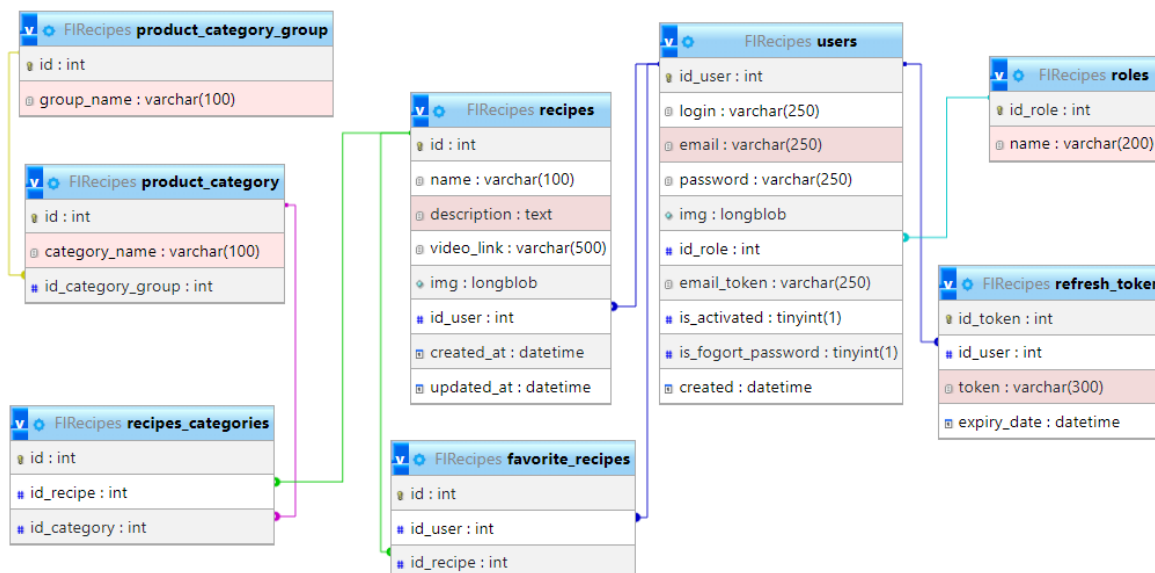 FIRecipes product_category_group
id : int
group_name : varchar(100)
FIRecipes product_category
id : int
category_name : varchar(100)
id_category_group : int
FIRecipes recipes_categories
id : int
id_recipe : int
id_category : int
FIRecipes recipes
id : int
name : varchar(100)
description : text
video_link : varchar(500)
img : longblob
id_user : int
created_at : datetime
updated_at : datetime
FIRecipes favorite_recipes
id : int
id_user : int
id_recipe : int
FIRecipes users
id_user : int
login : varchar(250)
email : varchar(250)
password : varchar(250)
img : longblob
id_role : int
email_token : varchar(250)
is_activated : tinyint(1)
is_fogort_password : tinyint(1)
created : datetime
FIRecipes roles
id_role : int
name : varchar(200)
FIRecipes refresh_token
id_token : int
id_user : int
token : varchar(300)
expiry_date : datetime